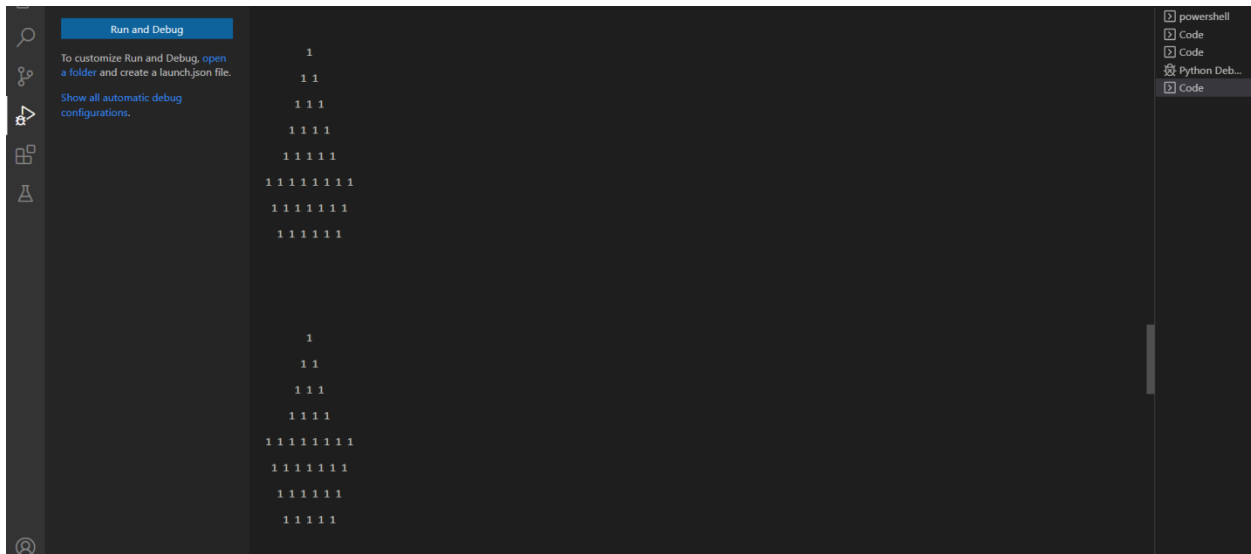 Run and Debug
To customize Run and Debug, open
a folder and create a launch.json file.
Show all automatic debug
configurations.
1
1 1
1 1 1
1 1 1 1
1 1 1 1 1
1 1 1 1 1 1 1 1
1 1 1 1 1 1 1
1 1 1 1 1 1
1
1 1
1 1 1
1 1 1 1
1 1 1 1 1 1 1 1
1 1 1 1 1 1 1
1 1 1 1 1 1
1 1 1 1 1
powershell
Code
Code
Python Deb...
Code